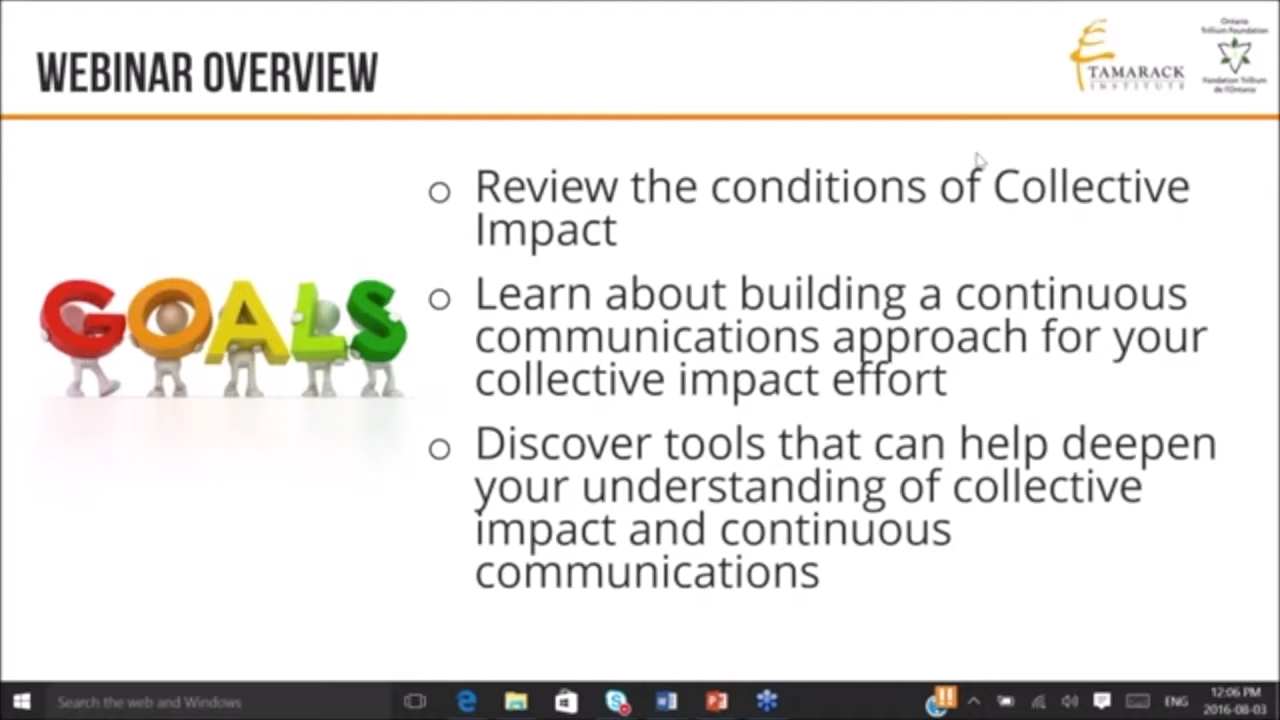 WEBINAR OVERVIEW
TAMARACK
INSTITUTE
Ontario
Trillium Foundation
Fondation Trillium
de l'Ontario
GOALS
Review the conditions of Collective
Impact
Learn about building a continuous
communications approach for your
collective impact effort
Discover tools that can help deepen
your understanding of collective
impact and continuous
communications
Search the web and Windows
ENG
12:06 PM
2016-08-03